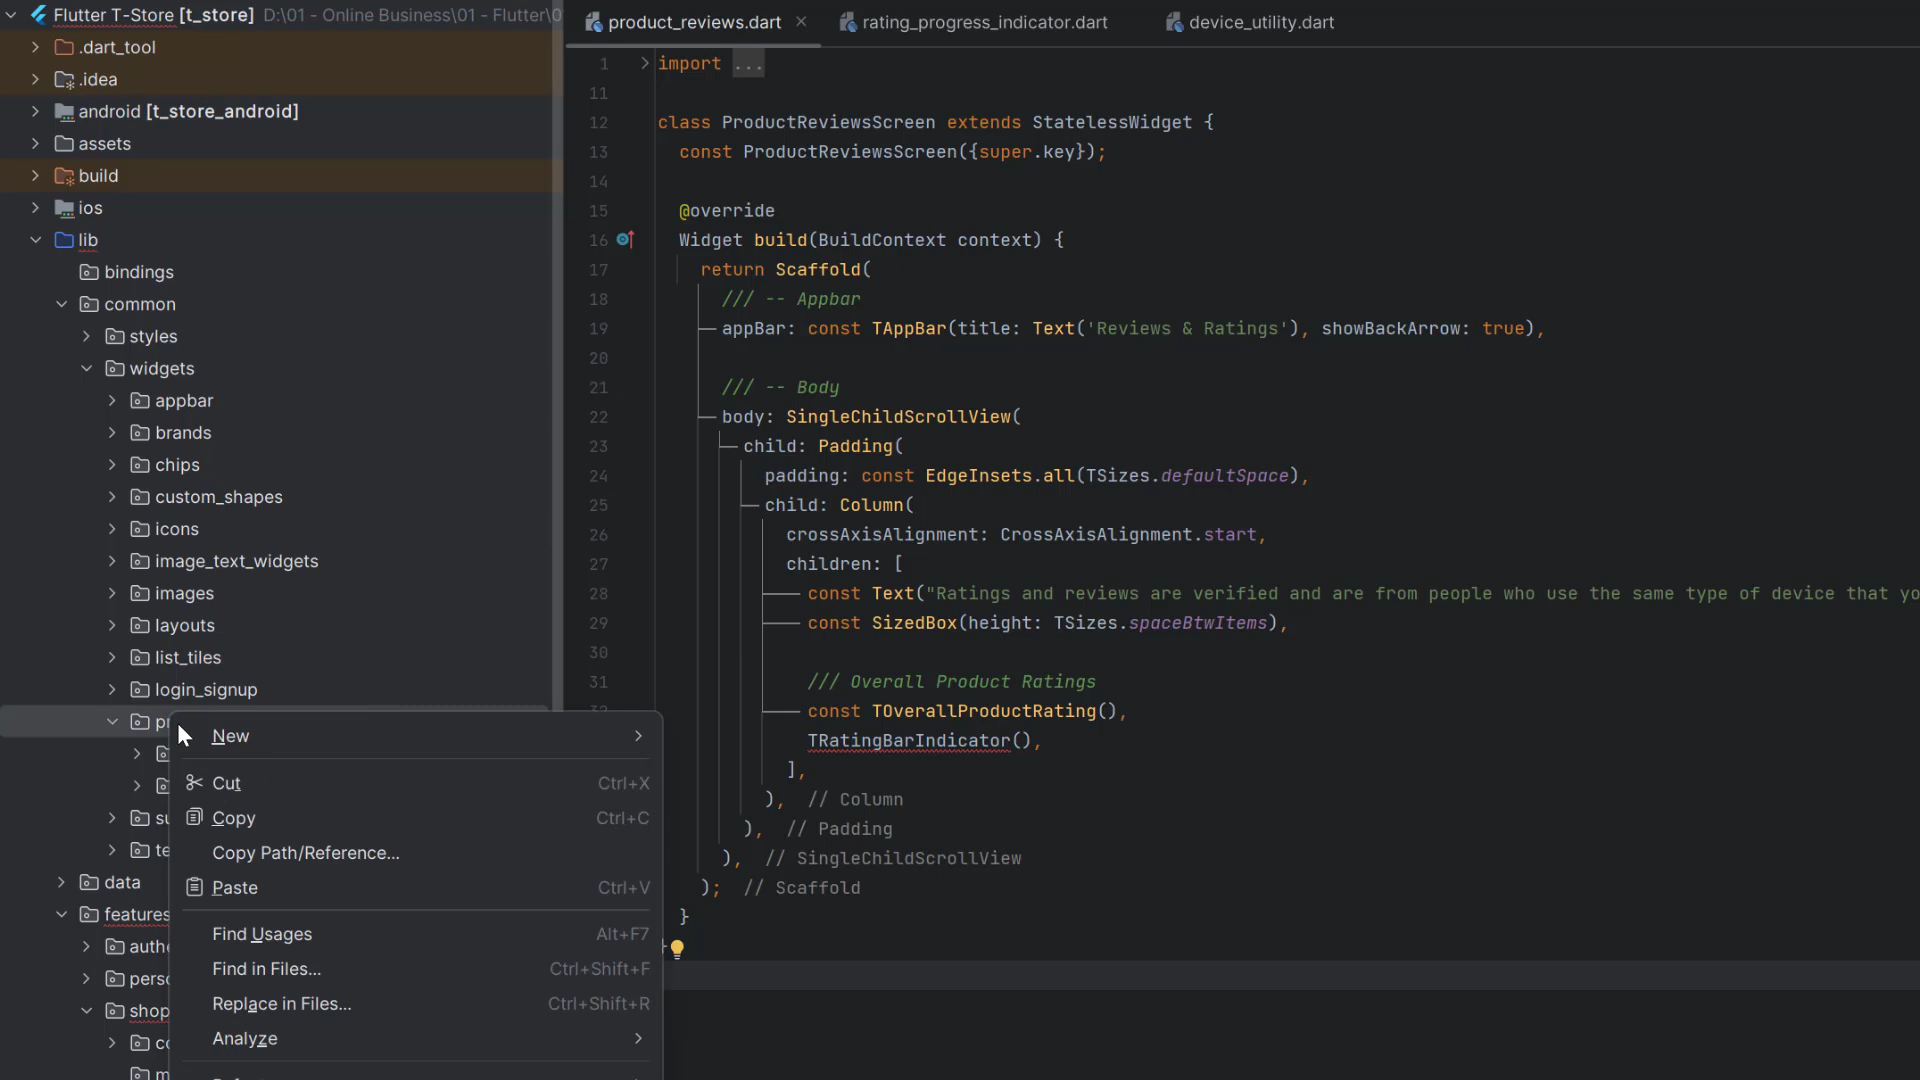 Flutter T-Store [t_store] D:\01 - Online Business\01 - Flutter\0
.dart_tool
.idea
android [t_store_android]
assets
build
ios
lib
bindings
common
styles
widgets
appbar
brands
chips
custom_shapes
icons
image_text_widgets
images
layouts
list_tiles
login_signup
data
features
shop
New
Cut Ctrl+X
Copy Ctrl+C
Copy Path/Reference...
Paste Ctrl+V
Find Usages Alt+F7
Find in Files... Ctrl+Shift+F
Replace in Files... Ctrl+Shift+R
Analyze
product_reviews.dart rating_progress_indicator.dart device_utility.dart
1 import ...
11
12 class ProductReviewsScreen extends StatelessWidget {
13 const ProductReviewsScreen({super.key});
14
15 @override
16 Widget build(BuildContext context) {
17 return Scaffold(
18 /// -- Appbar
19 appBar: const TAppBar(title: Text('Reviews & Ratings'), showBackArrow: true),
20
21 /// -- Body
22 body: SingleChildScrollView(
23 child: Padding(
24 padding: const EdgeInsets.all(TSizes.defaultSpace),
25 child: Column(
26 crossAxisAlignment: CrossAxisAlignment.start,
27 children: [
28 const Text("Ratings and reviews are verified and are from people who use the same type of device that yo
29 const SizedBox(height: TSizes.spaceBtwItems),
30
31 /// Overall Product Ratings
const TOverallProductRating(),
TRatingBarIndicator(),
],
), // Column
), // Padding
), // SingleChildScrollView
); // Scaffold
}